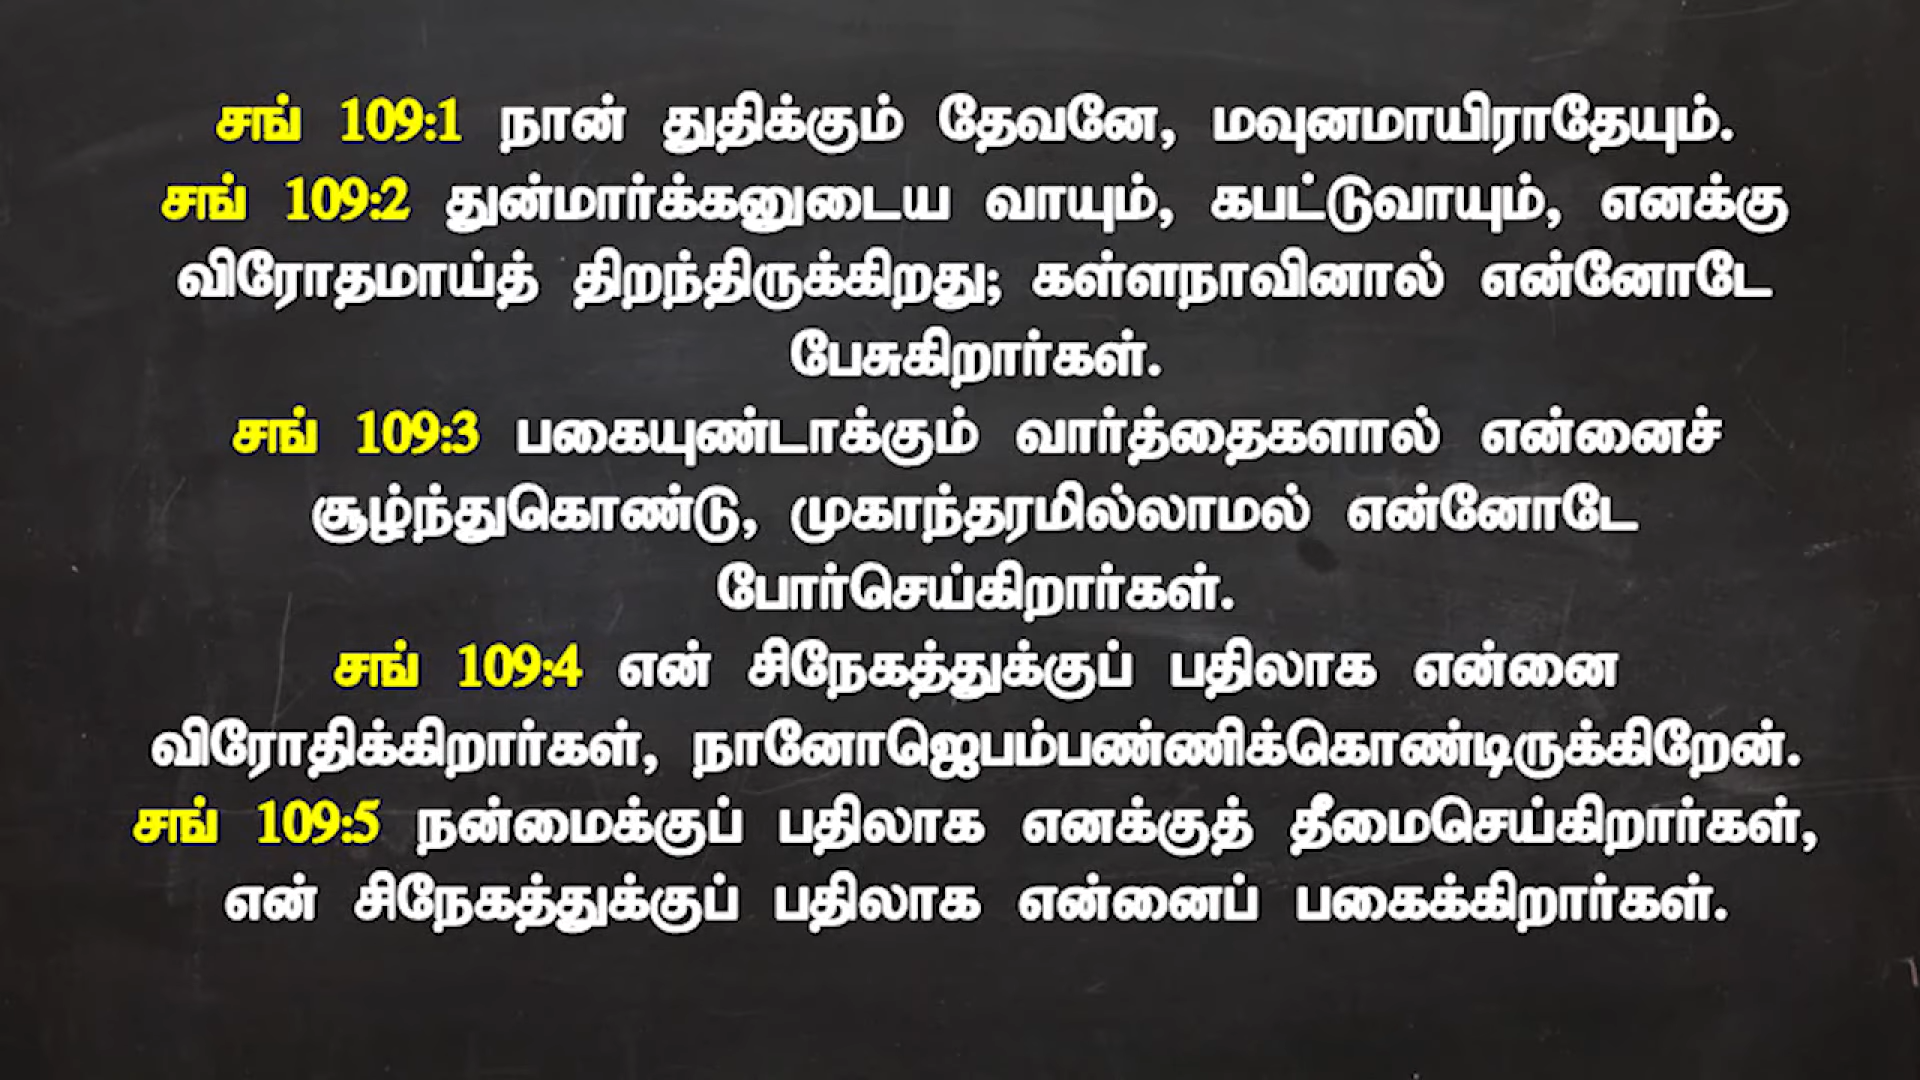 சங் 109:1 நான் துதிக்கும் தேவனே, மவுனமாயிராதேயும்.
சங் 109:2 துன்மார்க்கனுடைய வாயும், கபட்டுவாயும், எனக்கு
விரோதமாய்த் திறந்திருக்கிறது; கள்ளநாவினால் என்னோடே
பேசுகிறார்கள்.
சங் 109:3 பகையுண்டாக்கும் வார்த்தைகளால் என்னைச்
சூழ்ந்துகொண்டு, முகாந்தரமில்லாமல் என்னோடே
போர்செய்கிறார்கள்.
சங் 109:4 என் சிநேகத்துக்குப் பதிலாக என்னை
விரோதிக்கிறார்கள், நானோஜெபம்பண்ணிக்கொண்டிருக்கிறேன்.
சங் 109:5 நன்மைக்குப் பதிலாக எனக்குத் தீமைசெய்கிறார்கள்,
என் சிநேகத்துக்குப் பதிலாக என்னைப் பகைக்கிறார்கள்.